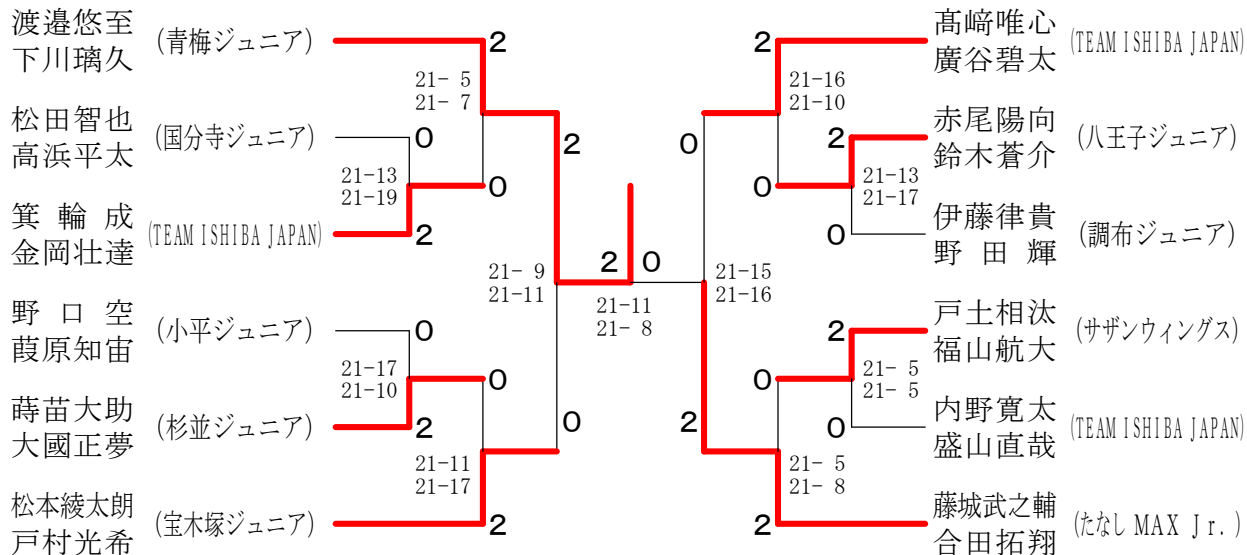 渡邉悠至
下川璃久
(青梅ジュニア)
2
21- 5
21- 7
松田智也
高浜平太
(国分寺ジュニア)
0
21-13
21-19
0
箕輪成
金岡壮達
(TEAM ISHIBA JAPAN)
2
2
21- 9
21-11
野口空
葭原知宙
(小平ジュニア)
0
21-17
21-10
0
蒔苗大助
大國正夢
(杉並ジュニア)
2
0
21-11
21-17
松本綾太朗
戸村光希
(宝木塚ジュニア)
2
2 0
21-11
21- 8
2
髙﨑唯心
廣谷碧太
(TEAM ISHIBA JAPAN)
21-16
21-10
0
2
赤尾陽向
鈴木蒼介
(八王子ジュニア)
0
21-13
21-17
0
伊藤律貴
野田輝
(調布ジュニア)
21-15
21-16
2
戸土相汰
福山航大
(サザンウィングス)
0
21- 5
21- 5
0
内野寛太
盛山直哉
(TEAM ISHIBA JAPAN)
2
21- 5
21- 8
2
藤城武之輔
合田拓翔
(たなし MAX Jr.)